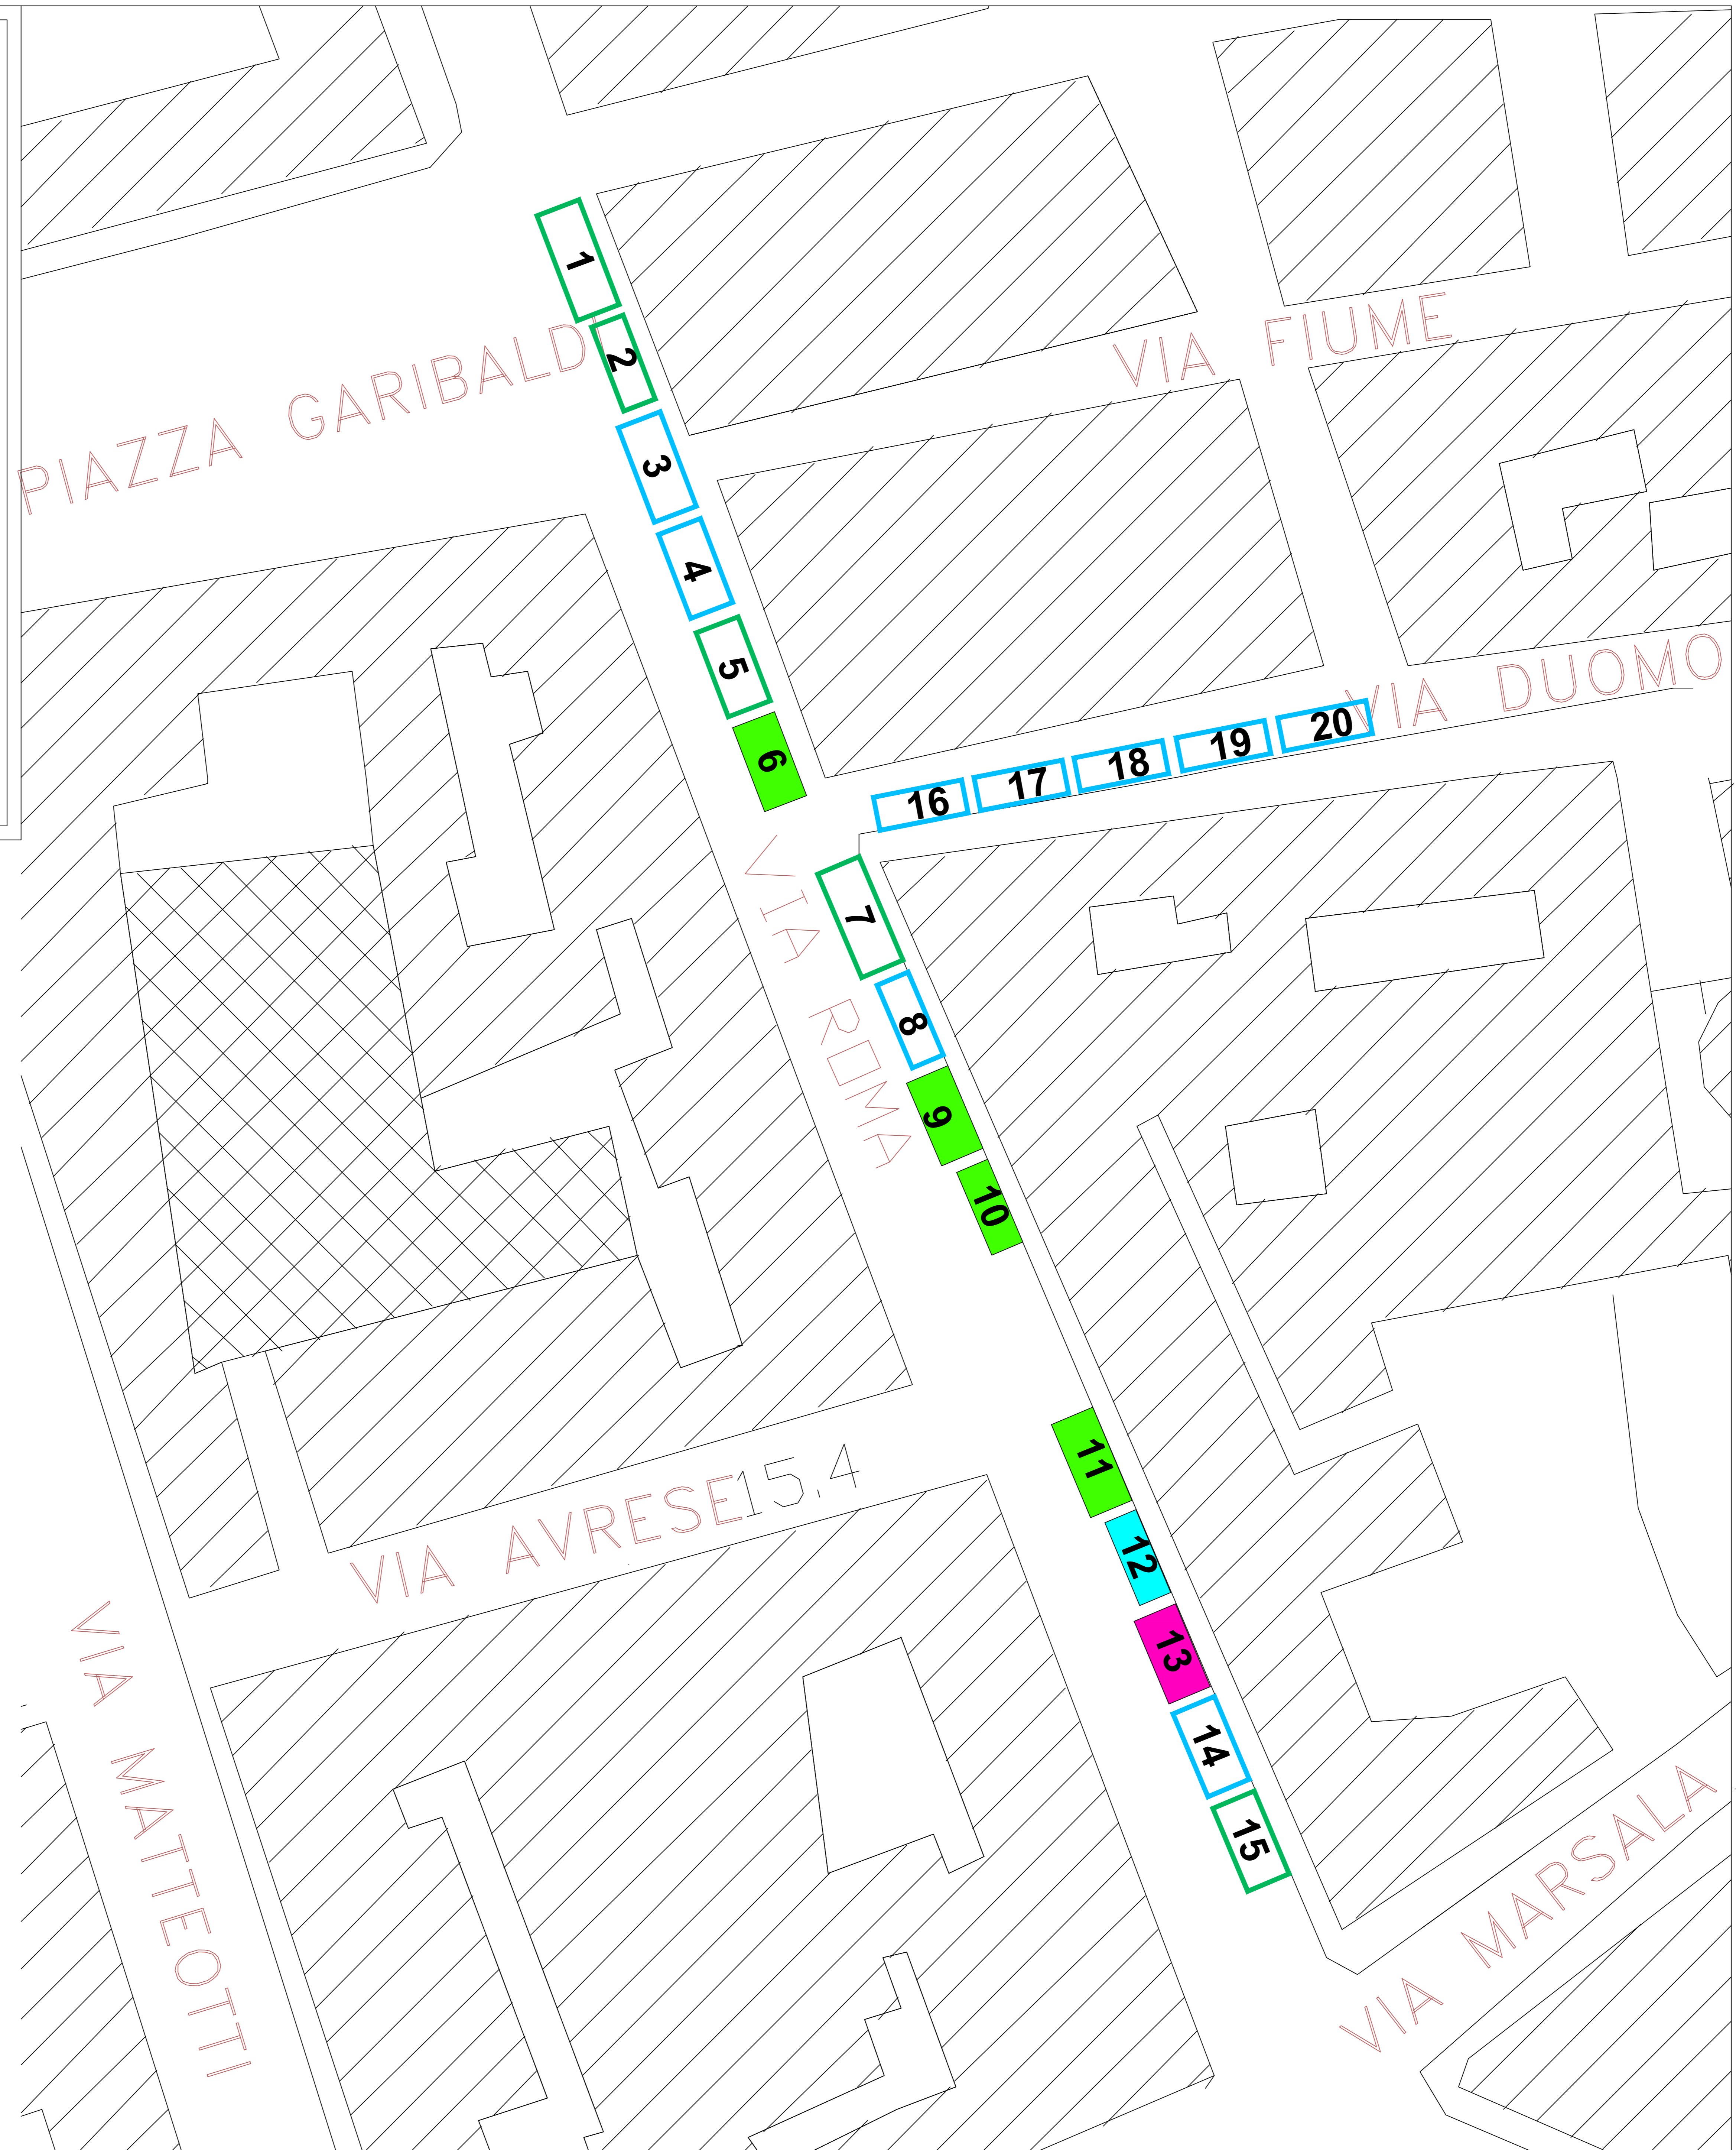 1
2
PIAZZA GARIBALDI
VIA FIUME
3
4
5
6
VIA DUOMO
16 17 18 19 20
7
VIA ROMA
8
9
10
11
VIA AVRESE
15.4
12
13
14
15
VIA MATTEOTTI
VIA MARSALA